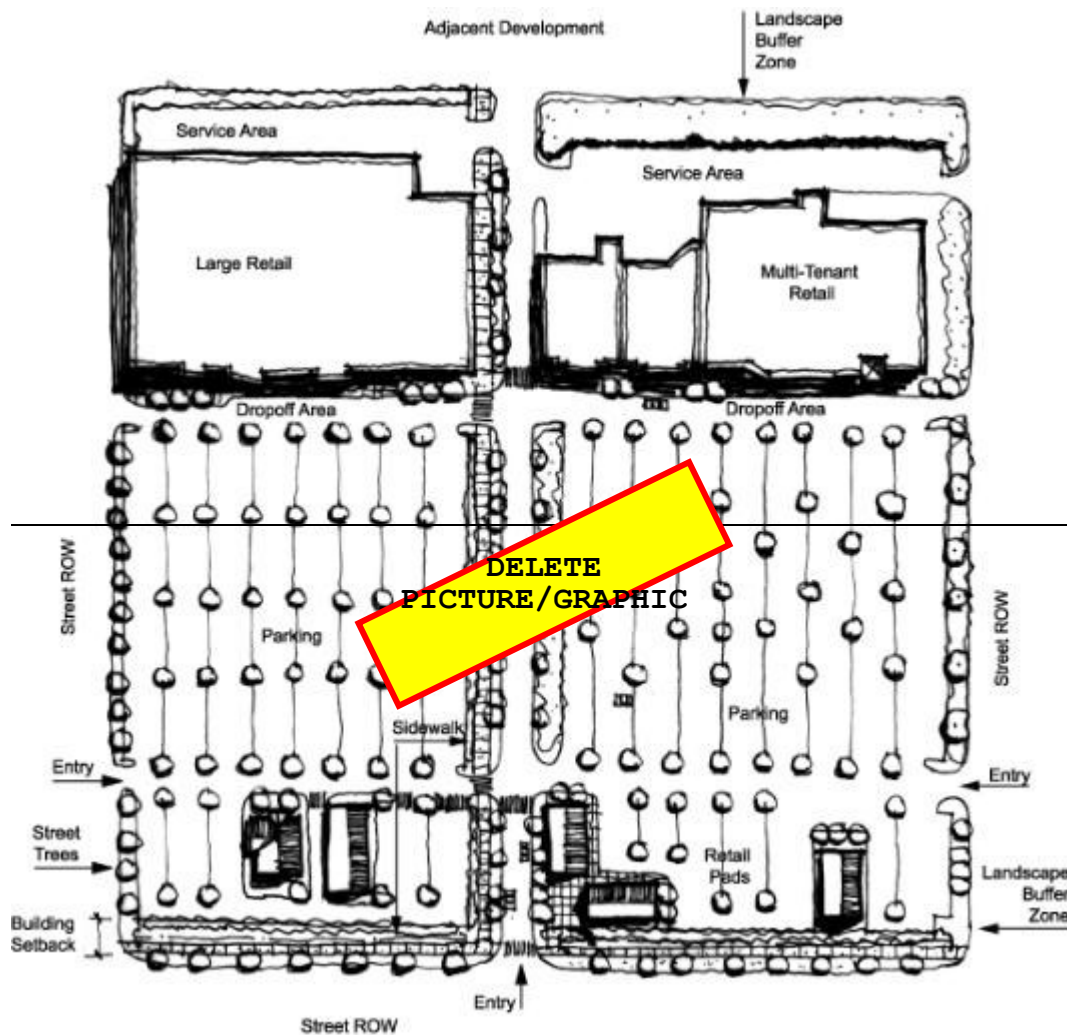 Adjacent Development
Landscape
Buffer
Zone
Service Area
Service Area
Large Retail
Multi-Tenant
Retail
Dropoff Area
Dropoff Area
Street ROW
DELETE
PICTURE/GRAPHIC
Parking
Street ROW
Parking
Sidewalk
Entry
Entry
Street
Trees
Retail
Pads
Landscape
Buffer
Zone
Building
Setback
Entry
Street ROW